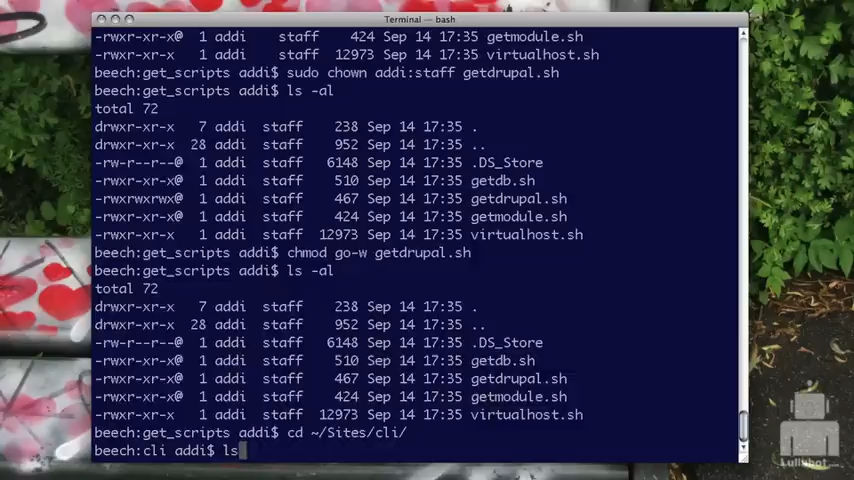 Terminal — bash
-rwxr-xr-x@ 1 addi staff 424 Sep 14 17:35 getmodule.sh
-rwxr-xr-x 1 addi staff 12973 Sep 14 17:35 virtualhost.sh
beech:get_scripts addi$ sudo chown addi:staff getdrupal.sh
beech:get_scripts addi$ ls -al
total 72
drwxr-xr-x 7 addi staff 238 Sep 14 17:35 .
drwxr-xr-x 28 addi staff 952 Sep 14 17:35 ..
-rw-r--r--@ 1 addi staff 6148 Sep 14 17:35 .DS_Store
-rwxr-xr-x@ 1 addi staff 510 Sep 14 17:35 getdb.sh
-rwxrwxrwx@ 1 addi staff 467 Sep 14 17:35 getdrupal.sh
-rwxr-xr-x@ 1 addi staff 424 Sep 14 17:35 getmodule.sh
-rwxr-xr-x 1 addi staff 12973 Sep 14 17:35 virtualhost.sh
beech:get_scripts addi$ chmod go-w getdrupal.sh
beech:get_scripts addi$ ls -al
total 72
drwxr-xr-x 7 addi staff 238 Sep 14 17:35 .
drwxr-xr-x 28 addi staff 952 Sep 14 17:35 ..
-rw-r--r--@ 1 addi staff 6148 Sep 14 17:35 .DS_Store
-rwxr-xr-x@ 1 addi staff 510 Sep 14 17:35 getdb.sh
-rwxr-xr-x@ 1 addi staff 467 Sep 14 17:35 getdrupal.sh
-rwxr-xr-x@ 1 addi staff 424 Sep 14 17:35 getmodule.sh
-rwxr-xr-x 1 addi staff 12973 Sep 14 17:35 virtualhost.sh
beech:get_scripts addi$ cd ~/Sites/cli/
beech:cli addi$ ls
Lullabot